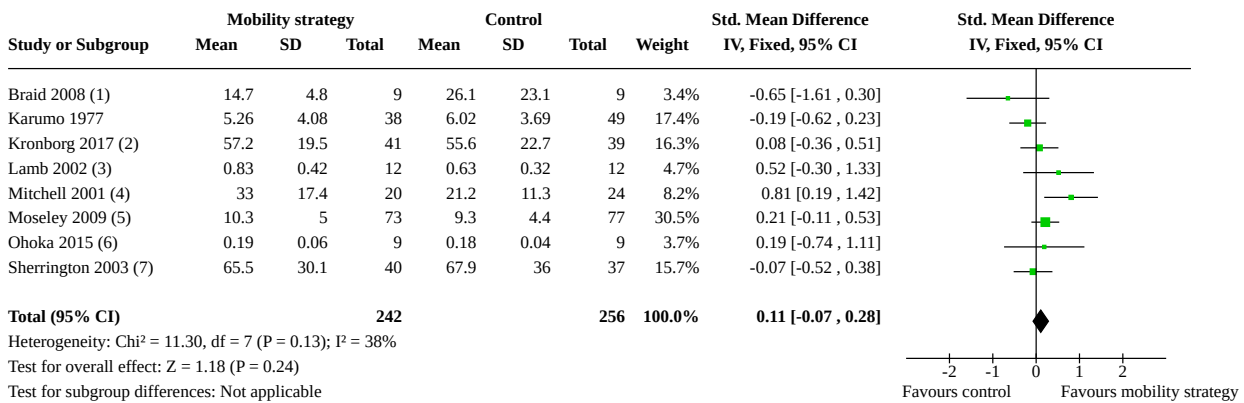 Mobility strategy Control Std. Mean Difference Std. Mean Difference
Study or Subgroup Mean SD Total Mean SD Total Weight IV, Fixed, 95% CI IV, Fixed, 95% CI
Braid 2008 (1) 14.7 4.8 9 26.1 23.1 9 3.4% -0.65 [-1.61 , 0.30]
Karumo 1977 5.26 4.08 38 6.02 3.69 49 17.4% -0.19 [-0.62 , 0.23]
Kronborg 2017 (2) 57.2 19.5 41 55.6 22.7 39 16.3% 0.08 [-0.36 , 0.51]
Lamb 2002 (3) 0.83 0.42 12 0.63 0.32 12 4.7% 0.52 [-0.30 , 1.33]
Mitchell 2001 (4) 33 17.4 20 21.2 11.3 24 8.2% 0.81 [0.19 , 1.42]
Moseley 2009 (5) 10.3 5 73 9.3 4.4 77 30.5% 0.21 [-0.11 , 0.53]
Ohoka 2015 (6) 0.19 0.06 9 0.18 0.04 9 3.7% 0.19 [-0.74 , 1.11]
Sherrington 2003 (7) 65.5 30.1 40 67.9 36 37 15.7% -0.07 [-0.52 , 0.38]
Total (95% CI) 242 256 100.0% 0.11 [-0.07 , 0.28]
Heterogeneity: Chi² = 11.30, df = 7 (P = 0.13); I² = 38%
Test for overall effect: Z = 1.18 (P = 0.24)
Test for subgroup differences: Not applicable
-2 -1 0 1 2
Favours control Favours mobility strategy